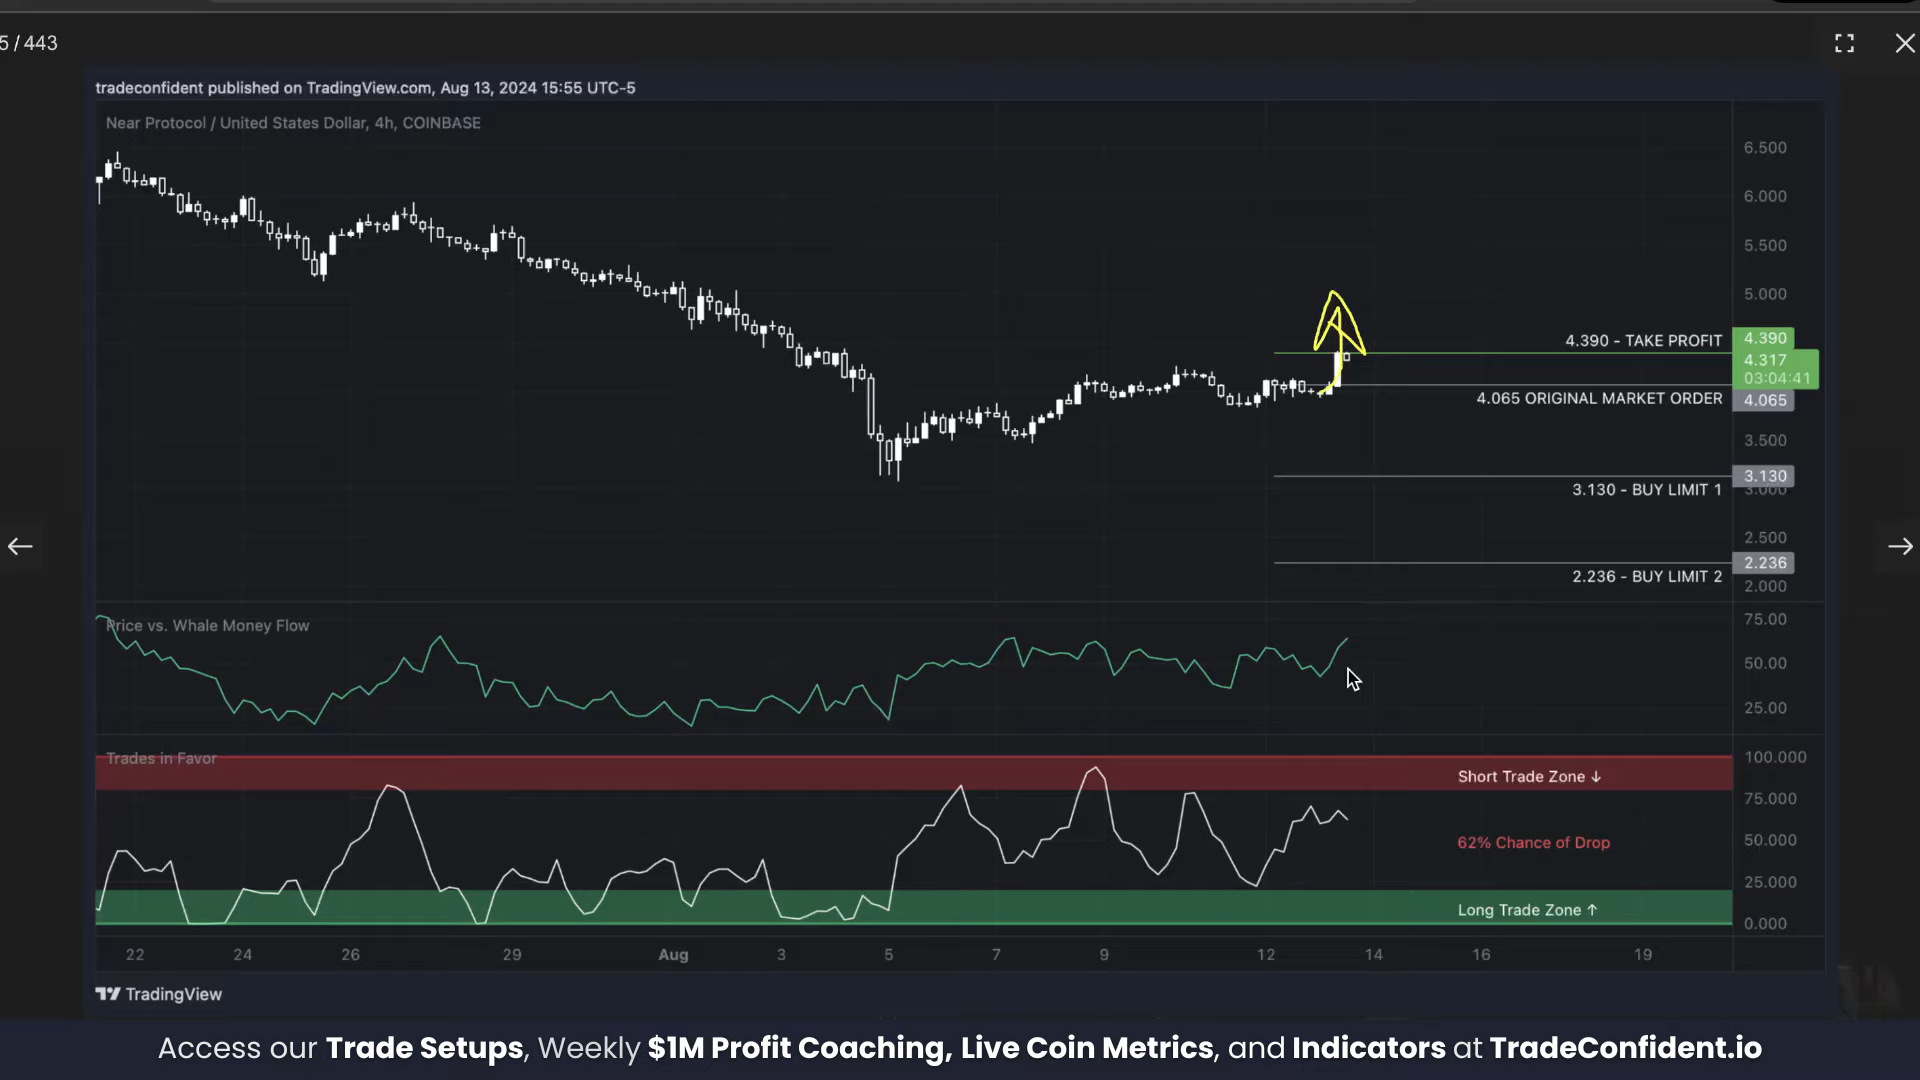 5 / 443
tradeconfident published on TradingView.com, Aug 13, 2024 15:55 UTC-5
Near Protocol / United States Dollar, 4h, COINBASE
6.500
6.000
5.500
5.000
4.390 - TAKE PROFIT 4.390
4.317
03:04:41
4.065 ORIGINAL MARKET ORDER 4.065
3.500
3.130
3.130 - BUY LIMIT 1 3.000
2.500
2.236
2.236 - BUY LIMIT 2 2.000
Price vs. Whale Money Flow 75.00
50.00
25.00
Trades in Favor 100.000
Short Trade Zone ↓
75.000
62% Chance of Drop 50.000
25.000
Long Trade Zone ↑
0.000
22 24 26 29 Aug 3 5 7 9 12 14 16 19
TradingView
Access our Trade Setups, Weekly $1M Profit Coaching, Live Coin Metrics, and Indicators at TradeConfident.io